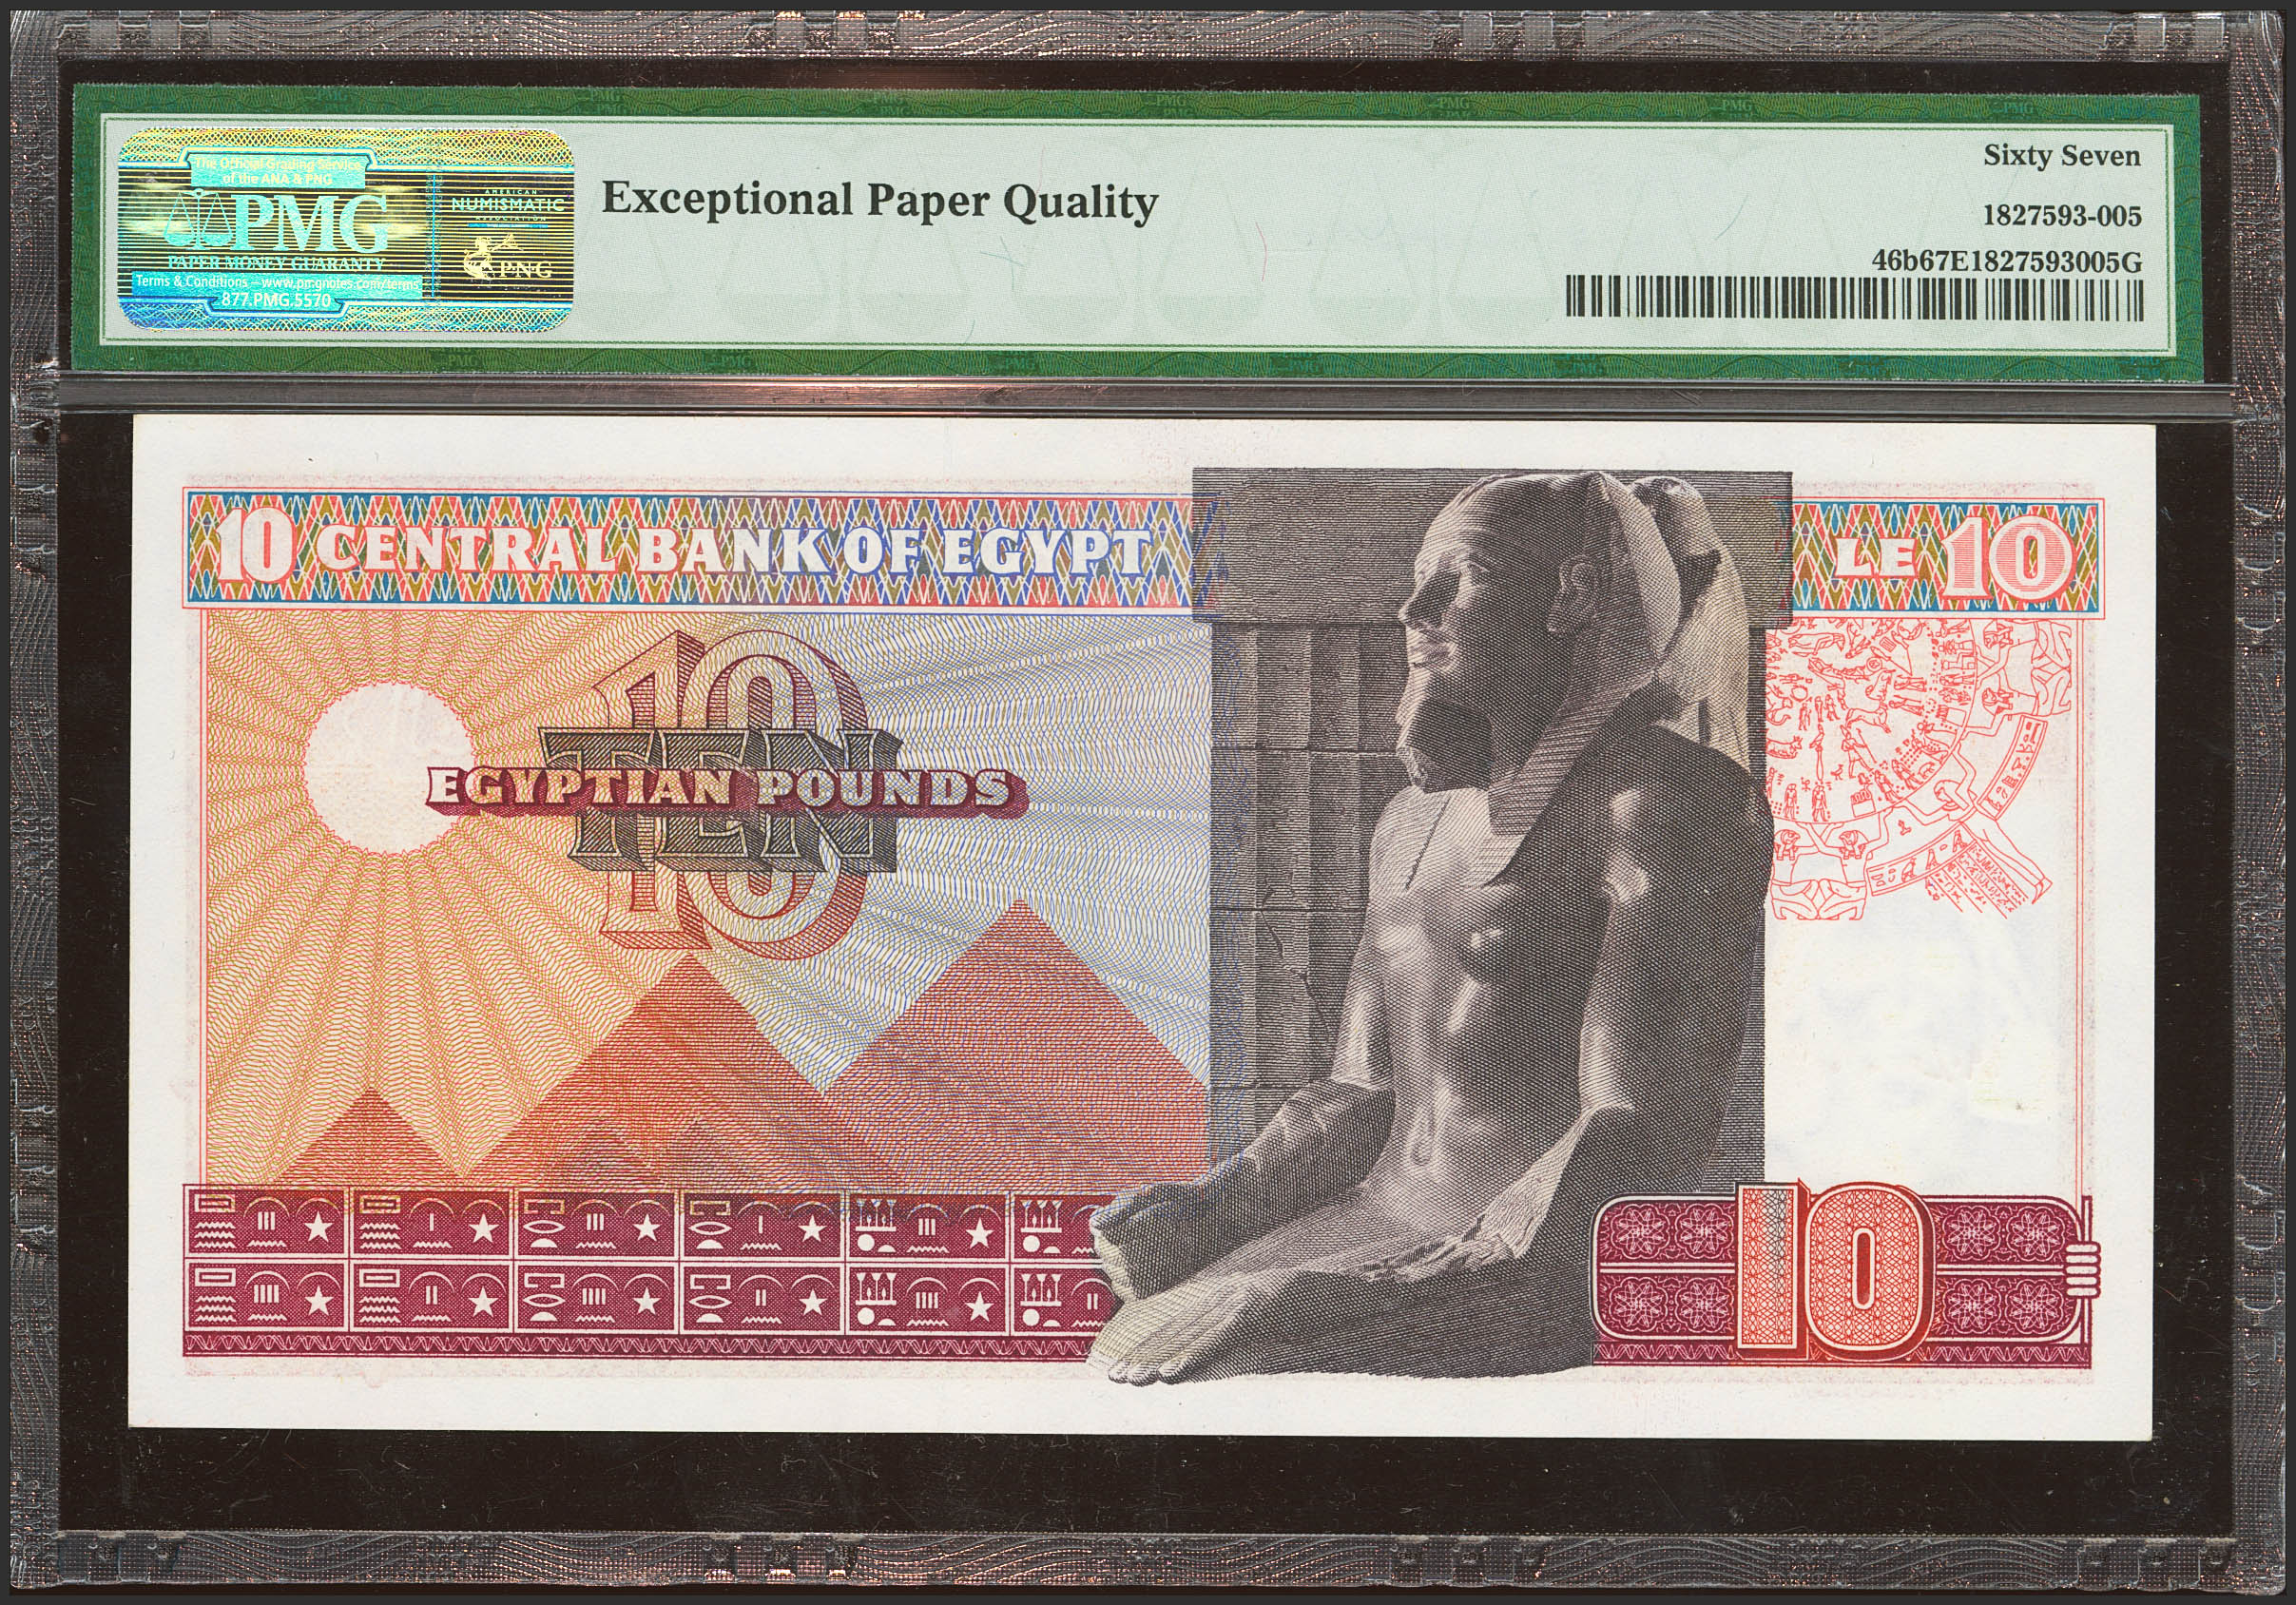 The Official Grading Service
of the ANA & PNG
PMG
PAPER MONEY GUARANTY
Terms & Conditions – www.pmgnotes.com/terms
877.PMG.5570
AMERICAN
NUMISMATIC
ASSOCIATION
PNG
Exceptional Paper Quality
Sixty Seven
1827593-005
46b67E1827593005G
10 CENTRAL BANK OF EGYPT
LE 10
10
TEN
EGYPTIAN POUNDS
10